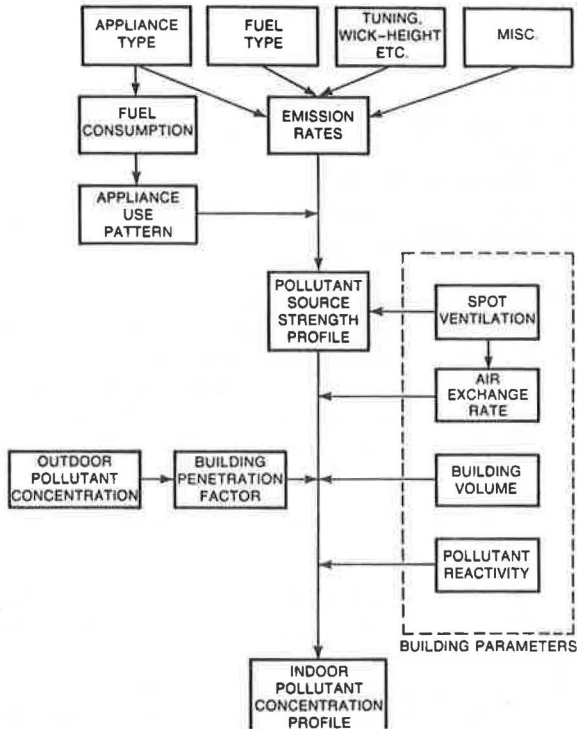 APPLIANCE
TYPE
FUEL
TYPE
TUNING,
WICK-HEIGHT
ETC.
MISC.
FUEL
CONSUMPTION
EMISSION
RATES
APPLIANCE
USE
PATTERN
POLLUTANT
SOURCE
STRENGTH
PROFILE
SPOT
VENTILATION
AIR
EXCHANGE
RATE
OUTDOOR
POLLUTANT
CONCENTRATION
BUILDING
PENETRATION
FACTOR
BUILDING
VOLUME
POLLUTANT
REACTIVITY
BUILDING PARAMETERS
INDOOR
POLLUTANT
CONCENTRATION
PROFILE